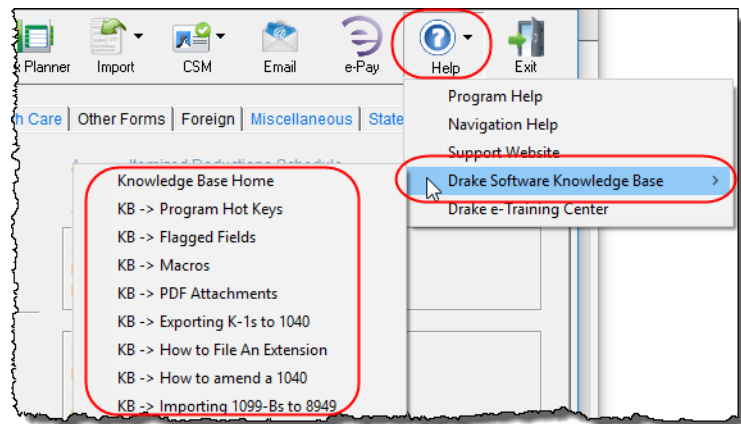 Planner Import CSM Email e-Pay Help Exit
Care Other Forms Foreign Miscellaneous State
Program Help
Navigation Help
Support Website
Drake Software Knowledge Base >
Drake e-Training Center
Itemized Deductions Schedule
Knowledge Base Home
KB -> Program Hot Keys
KB -> Flagged Fields
KB -> Macros
KB -> PDF Attachments
KB -> Exporting K-1s to 1040
KB -> How to File An Extension
KB -> How to amend a 1040
KB -> Importing 1099-Bs to 8949